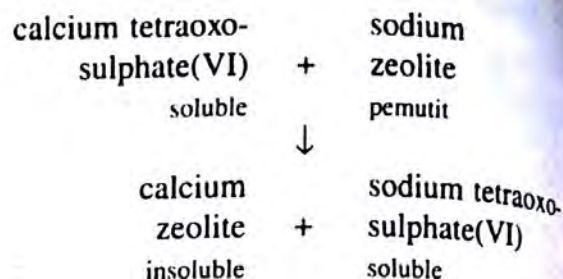 calcium tetraoxo- sodium
sulphate(VI) + zeolite
soluble pemutit
↓
calcium sodium tetraoxo-
zeolite + sulphate(VI)
insoluble soluble